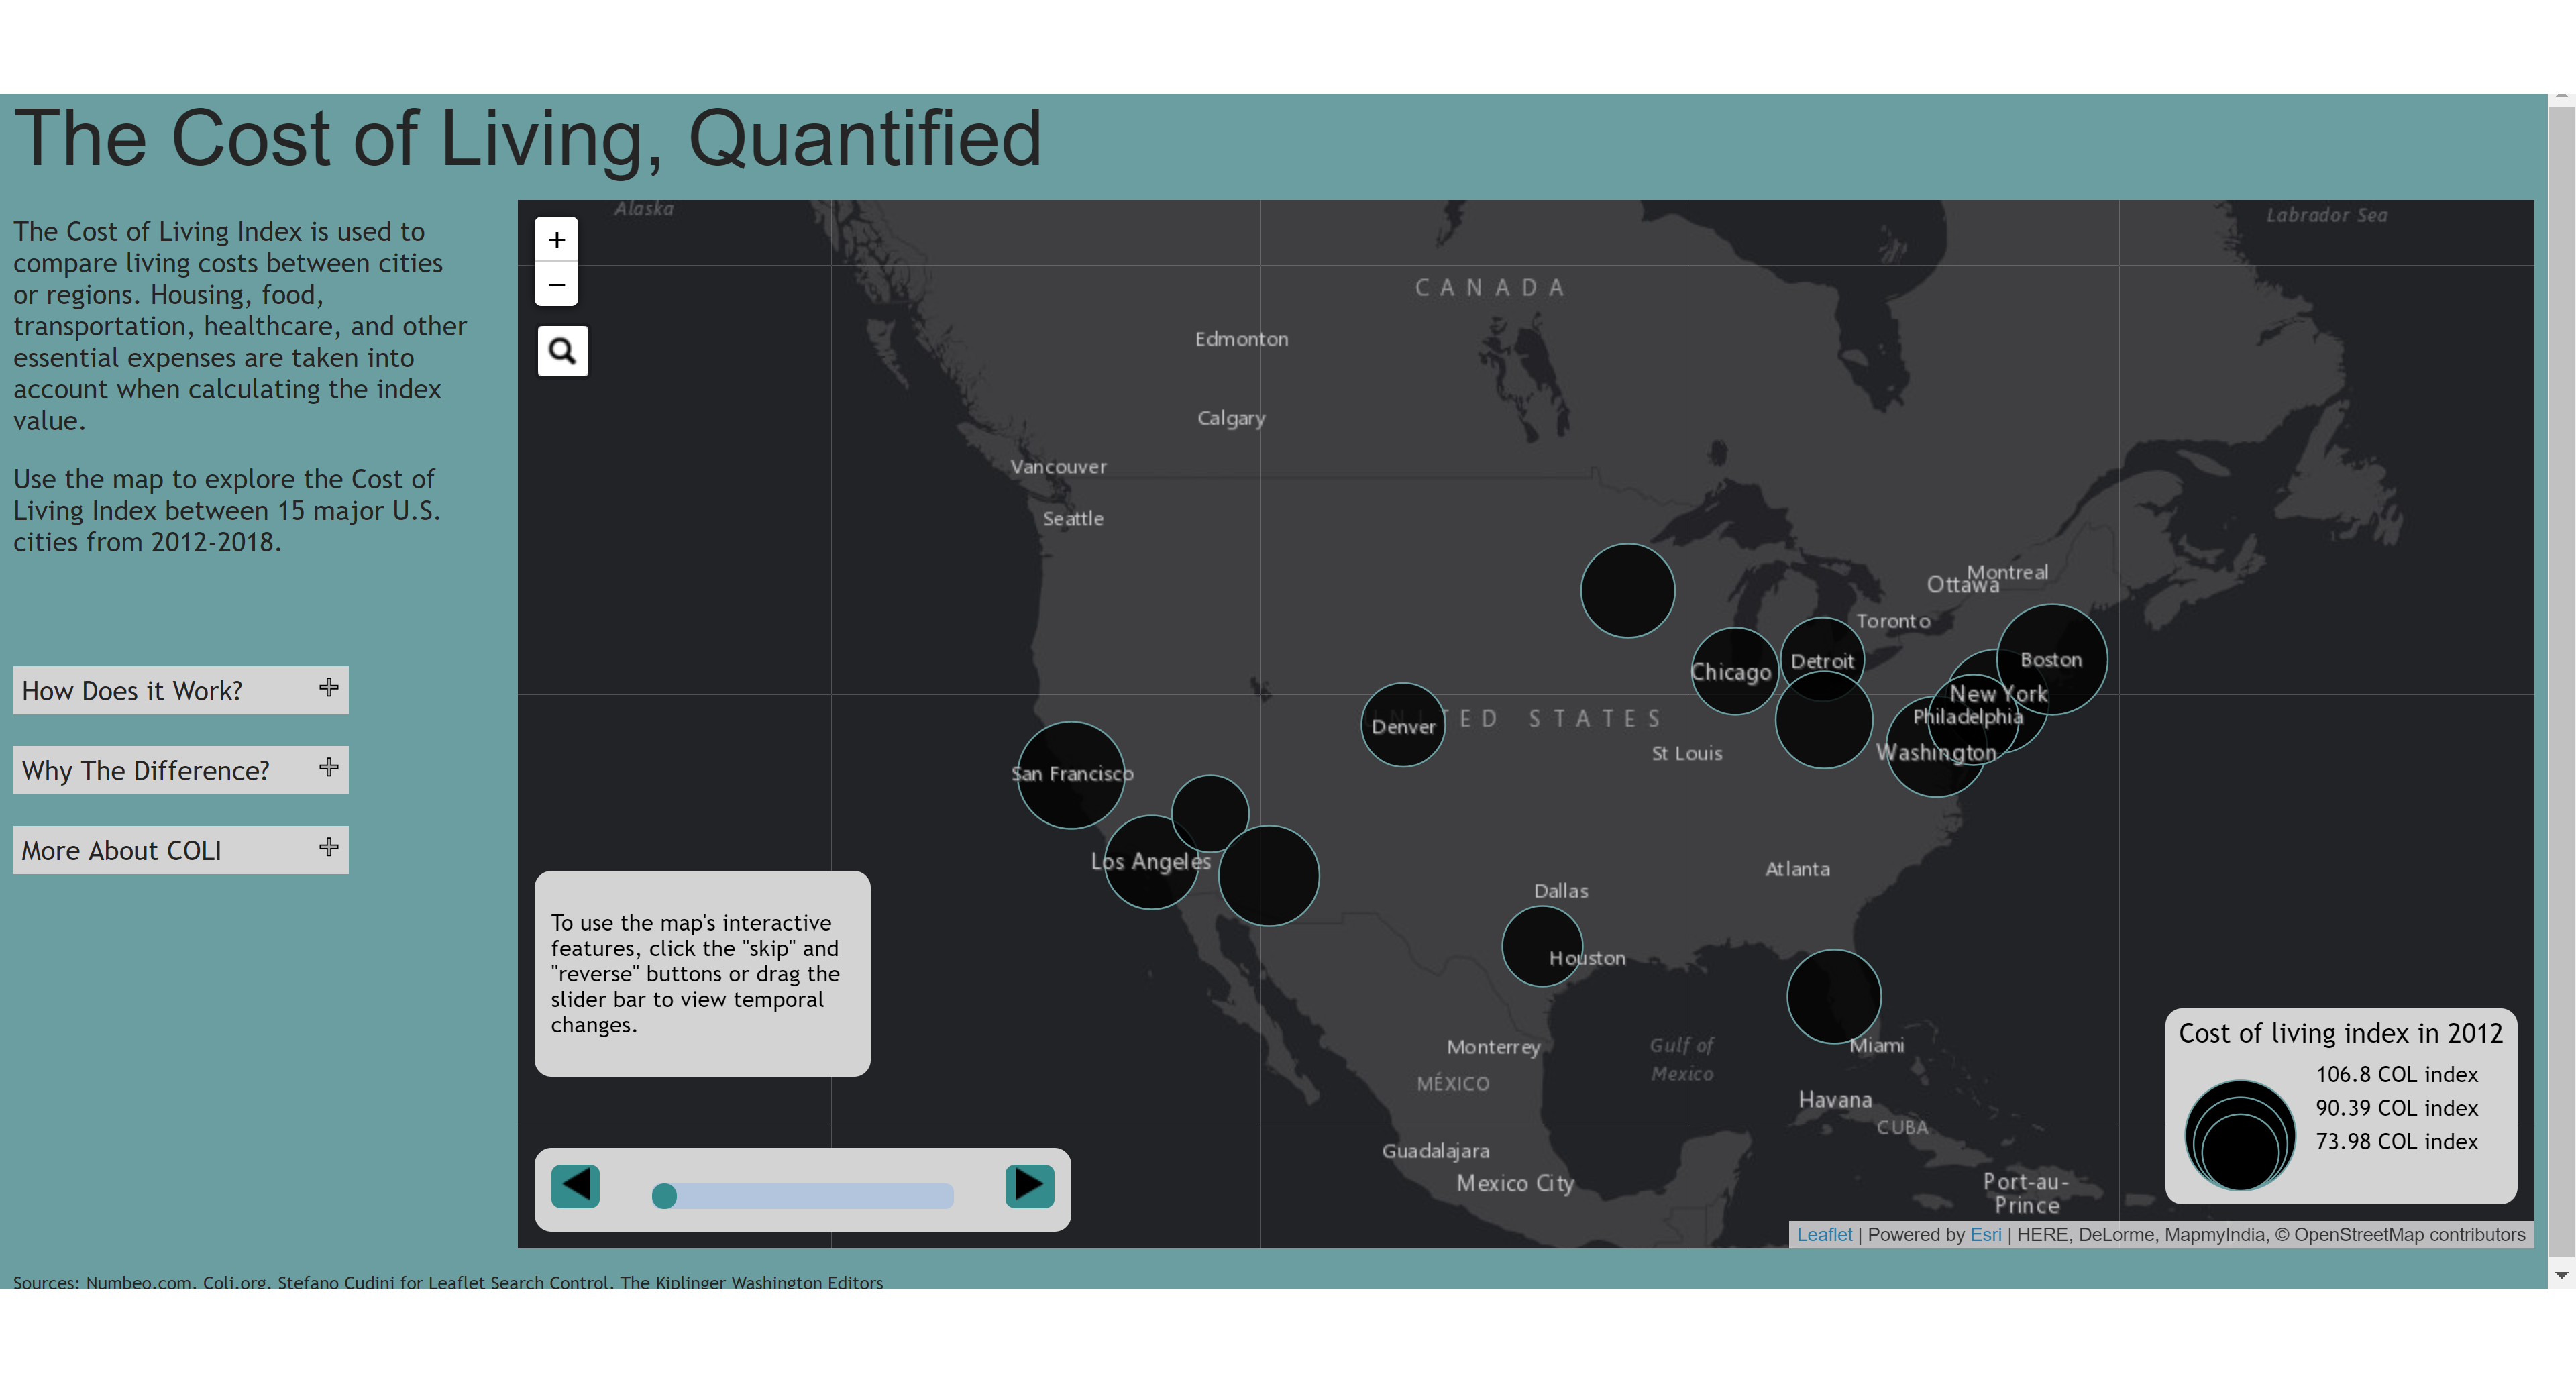 The Cost of Living, Quantified
The Cost of Living Index is used to
compare living costs between cities
or regions. Housing, food,
transportation, healthcare, and other
essential expenses are taken into
account when calculating the index
value.
Use the map to explore the Cost of
Living Index between 15 major U.S.
cities from 2012-2018.
How Does it Work?
Why The Difference?
More About COLI
+
−
Alaska
Labrador Sea
CANADA
Edmonton
Calgary
Vancouver
Seattle
Montreal
Ottawa
Toronto
Boston
Detroit
Chicago
New York
Philadelphia
Washington
UNITED STATES
Denver
St Louis
San Francisco
Los Angeles
Atlanta
Dallas
Houston
Miami
Monterrey
Gulf of
Mexico
MÉXICO
Havana
CUBA
Guadalajara
Mexico City
Port-au-
Prince
To use the map's interactive
features, click the "skip" and
"reverse" buttons or drag the
slider bar to view temporal
changes.
Cost of living index in 2012
106.8 COL index
90.39 COL index
73.98 COL index
Leaflet | Powered by Esri | HERE, DeLorme, MapmyIndia, © OpenStreetMap contributors
Sources: Numbeo.com, Coli.org, Stefano Cudini for Leaflet Search Control, The Kiplinger Washington Editors